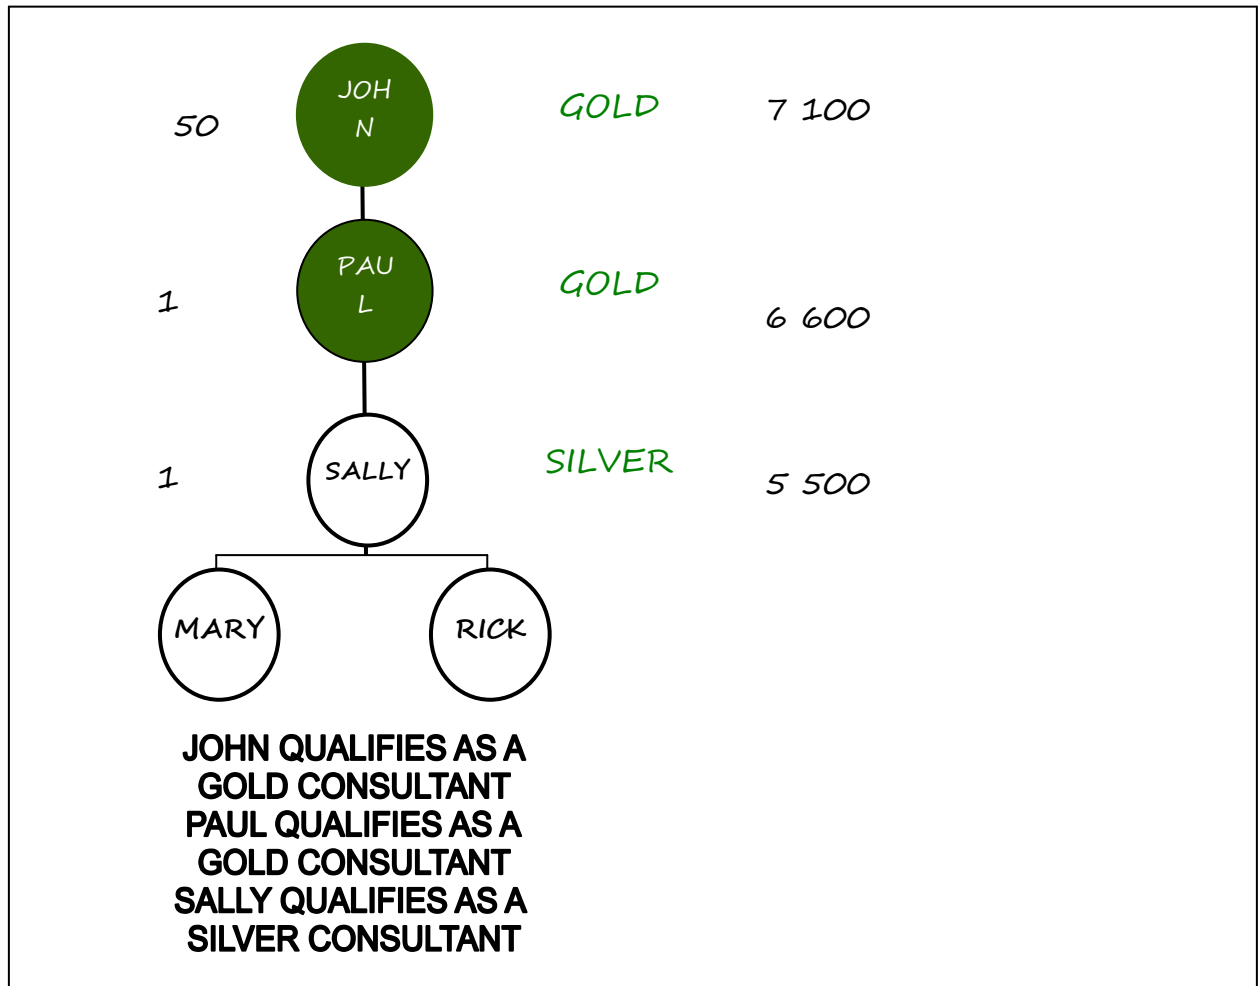 JOH
N
50
GOLD
7 100
PAU
L
1
GOLD
6 600
SALLY
1
SILVER
5 500
MARY
RICK
JOHN QUALIFIES AS A
GOLD CONSULTANT
PAUL QUALIFIES AS A
GOLD CONSULTANT
SALLY QUALIFIES AS A
SILVER CONSULTANT